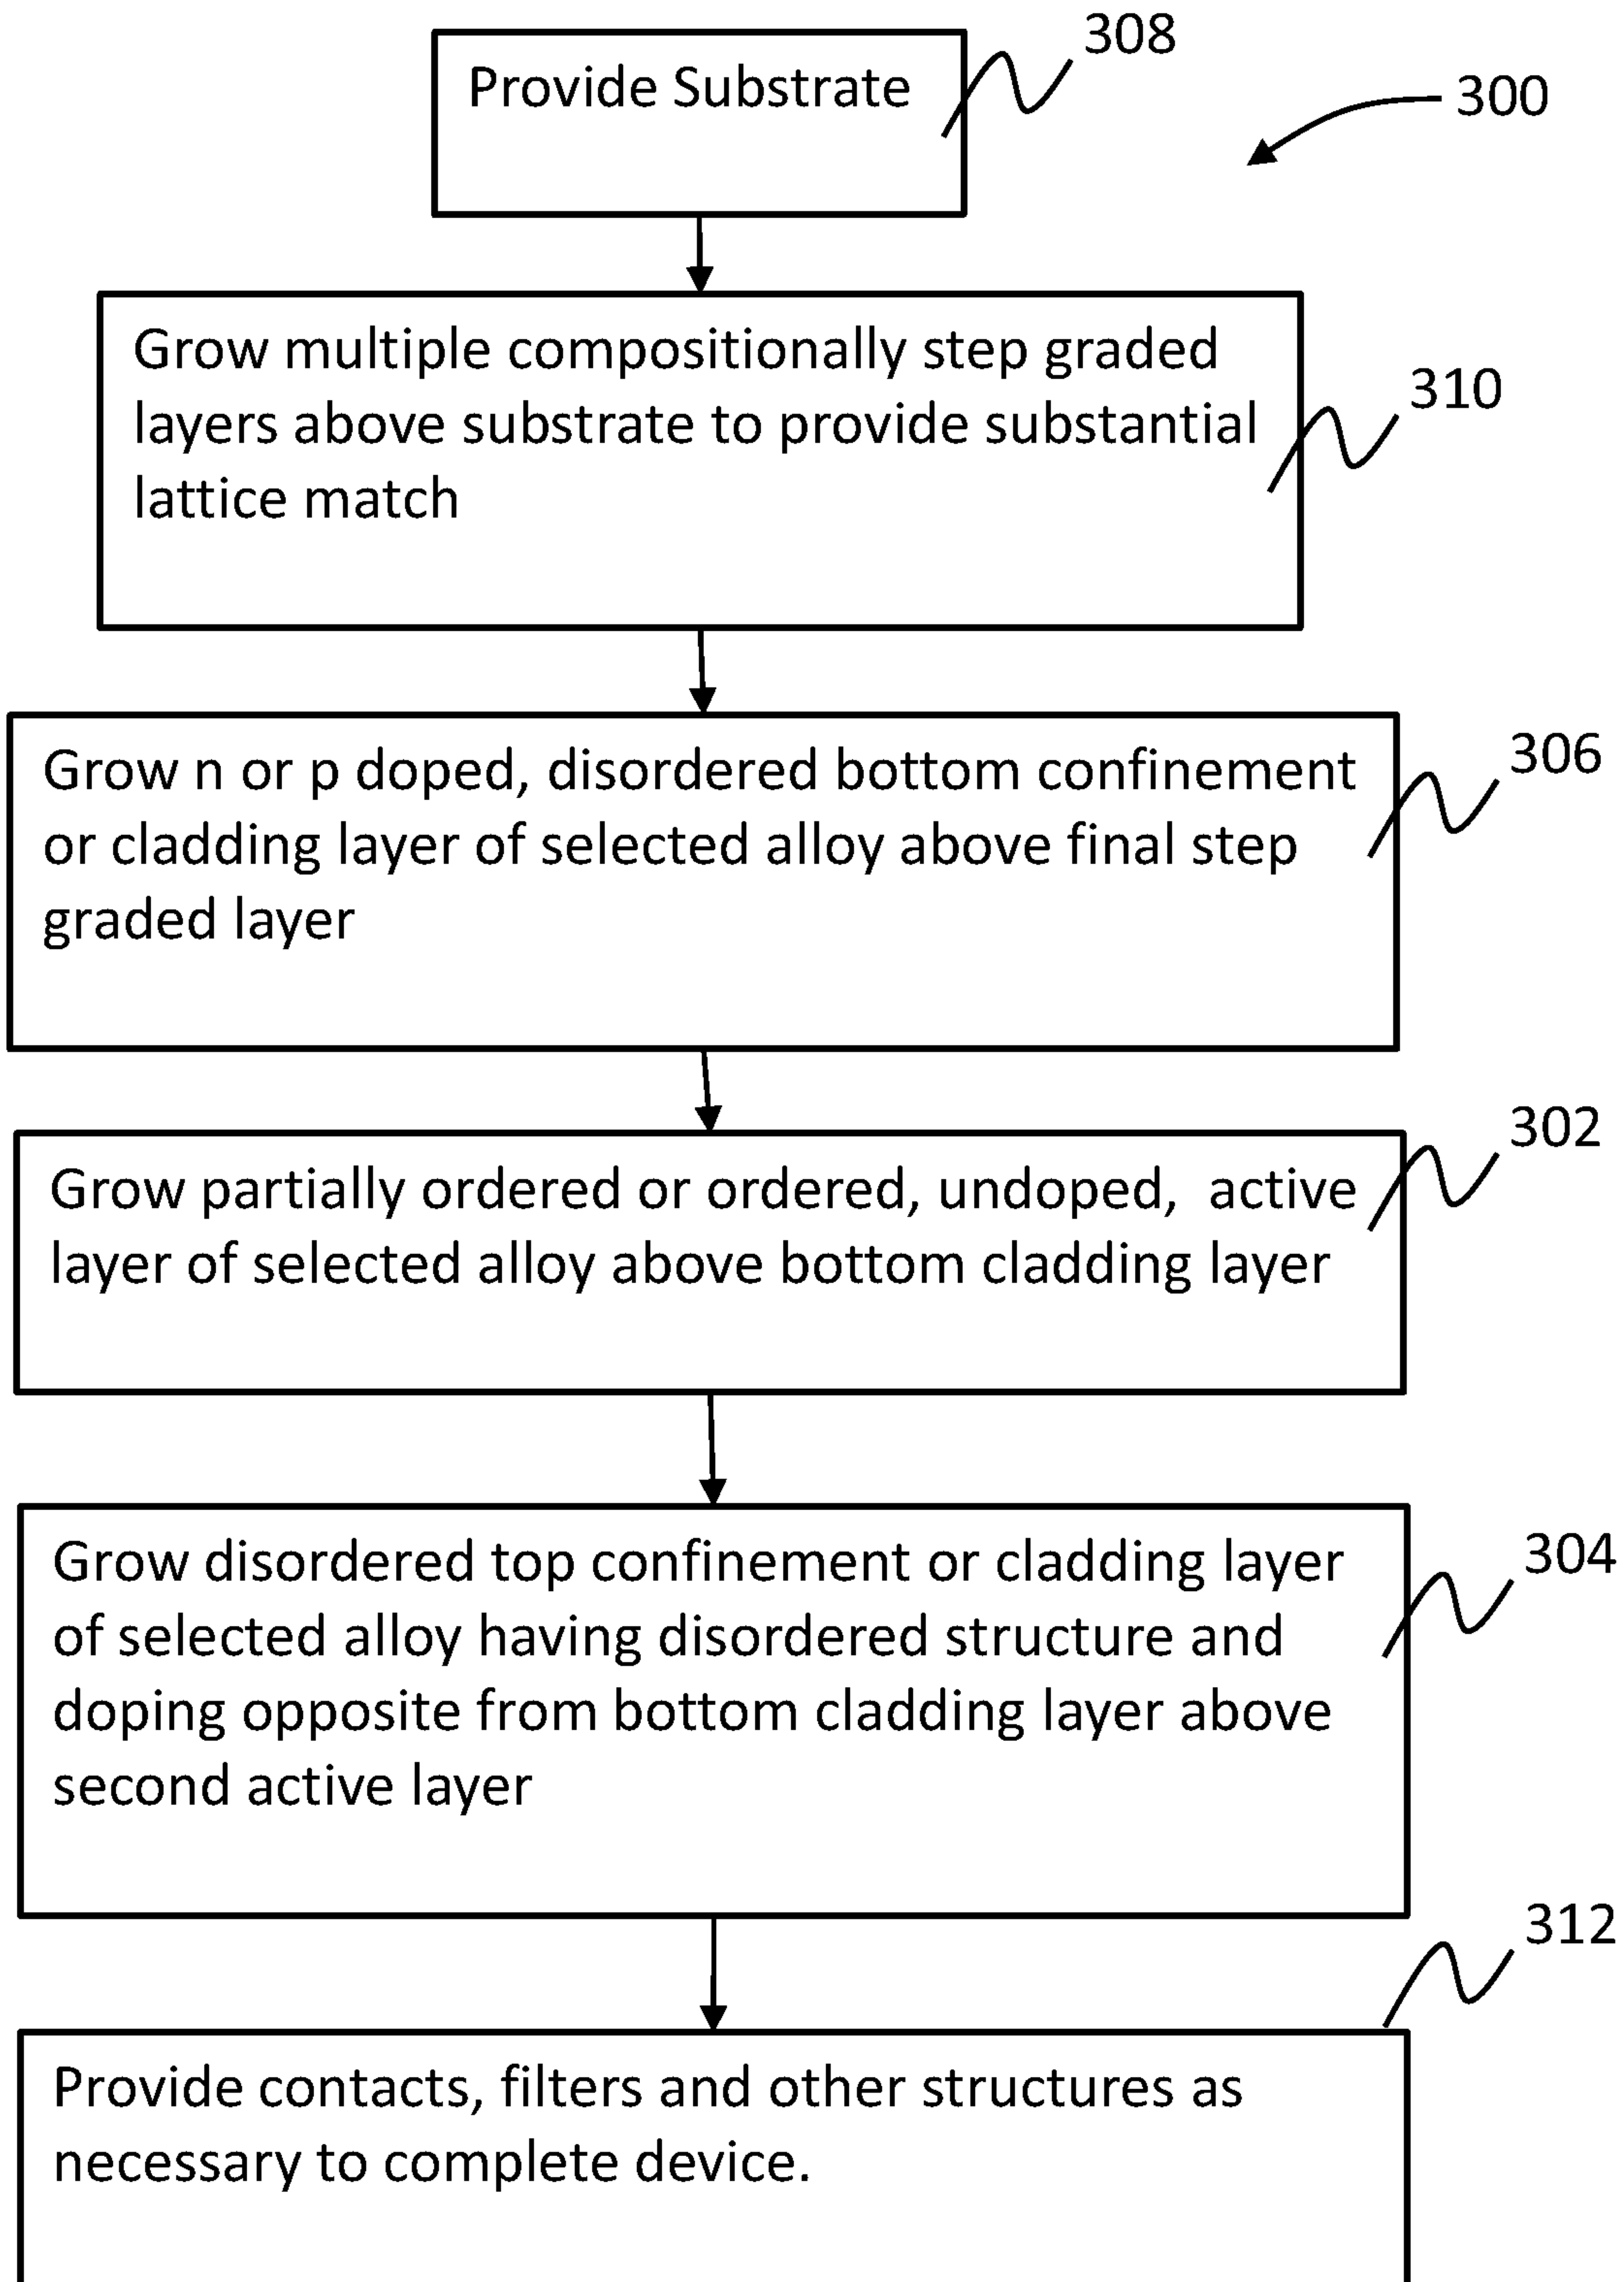 Provide Substrate
308
300
Grow multiple compositionally step graded
layers above substrate to provide substantial
lattice match
310
Grow n or p doped, disordered bottom confinement
or cladding layer of selected alloy above final step
graded layer
306
Grow partially ordered or ordered, undoped,  active
layer of selected alloy above bottom cladding layer
302
Grow disordered top confinement or cladding layer
of selected alloy having disordered structure and
doping opposite from bottom cladding layer above
second active layer
304
Provide contacts, filters and other structures as
necessary to complete device.
312